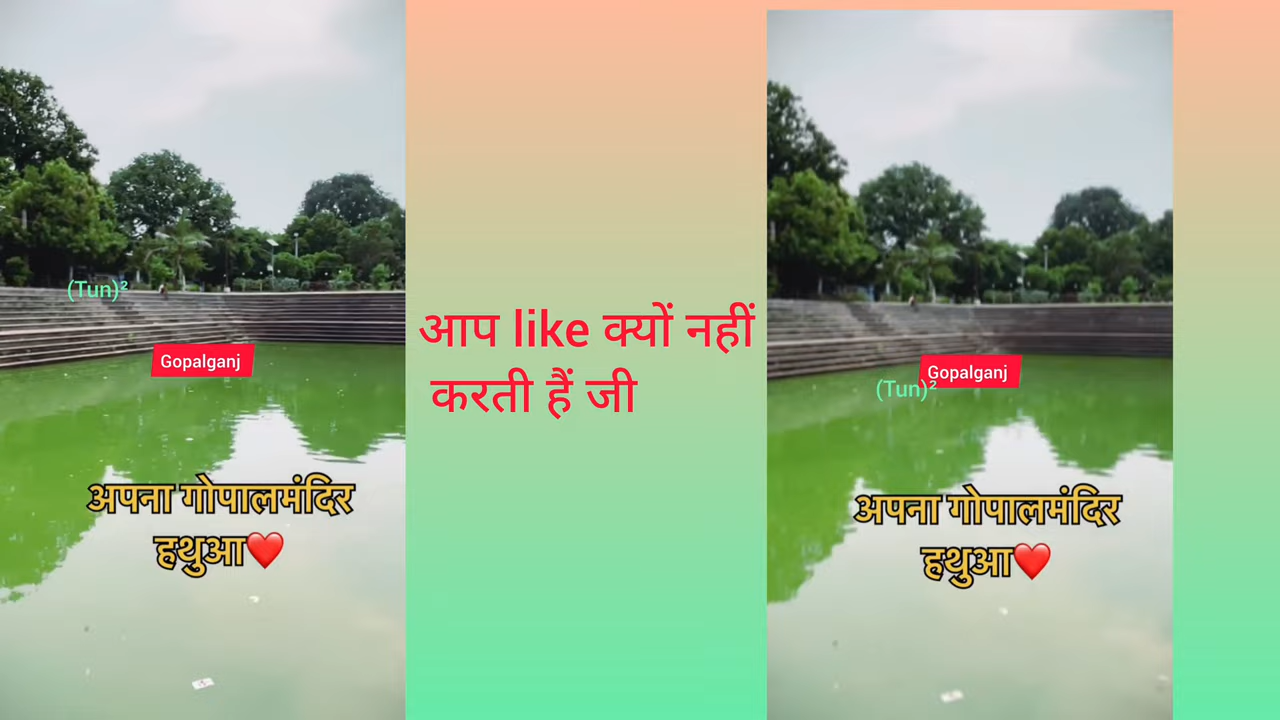 (Tun)²
Gopalganj
अपना गोपालमंदिर
हथुआ❤️
आप like क्यों नहीं
करती हैं जी
Gopalganj
(Tun)²
अपना गोपालमंदिर
हथुआ❤️